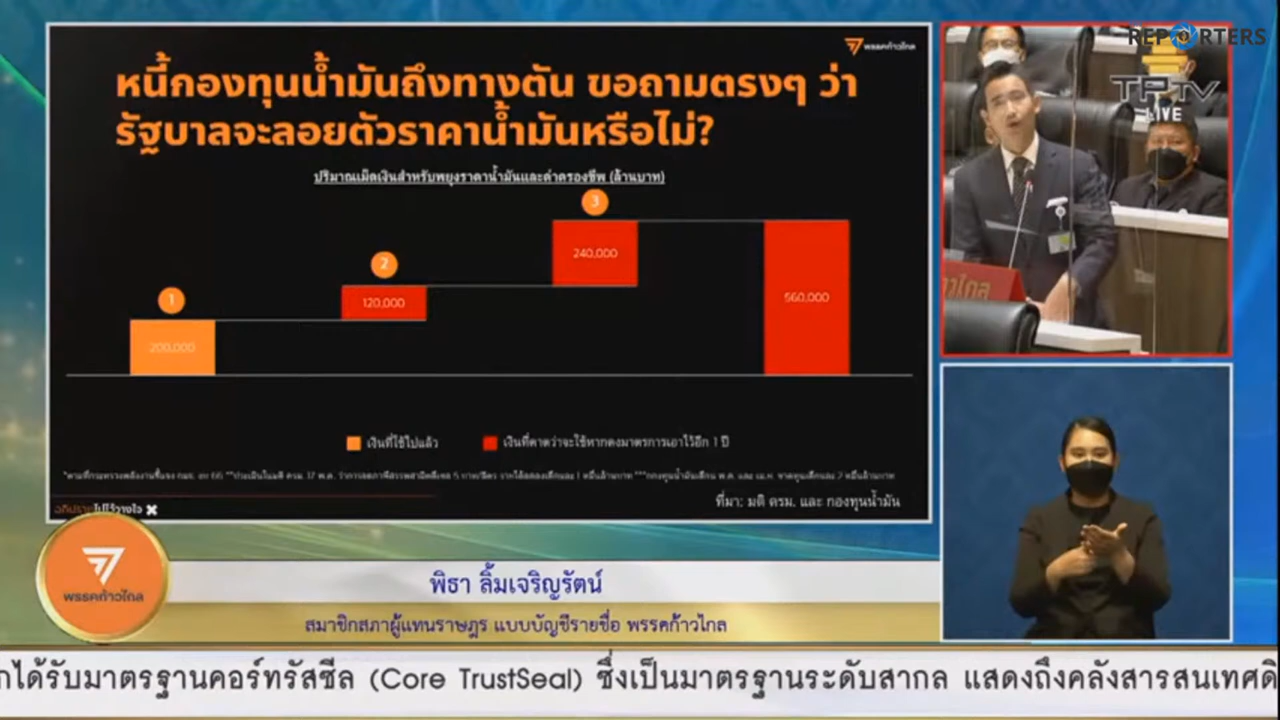 REPORTERS
TPTV
LIVE
พรรคก้าวไกล
หนี้กองทุนน้ำมันถึงทางตัน ขอถามตรงๆ ว่า
รัฐบาลจะลอยตัวราคาน้ำมันหรือไม่?
ปริมาณเม็ดเงินสำหรับพยุงราคาน้ำมันและค่าครองชีพ (ล้านบาท)
3
240,000
2
120,000
560,000
1
200,000
เงินที่ใช้ไปแล้ว
เงินที่คาดว่าจะใช้หากคงมาตรการเอาไว้อีก 1 ปี
ที่มา: มติ ครม. และ กองทุนน้ำมัน
อภิปรายไม่ไว้วางใจ
พรรคก้าวไกล
พิธา ลิ้มเจริญรัตน์
สมาชิกสภาผู้แทนราษฎร แบบบัญชีรายชื่อ พรรคก้าวไกล
กได้รับมาตรฐานคอร์ทรัสซีล (Core TrustSeal) ซึ่งเป็นมาตรฐานระดับสากล แสดงถึงคลังสารสนเทศดิ